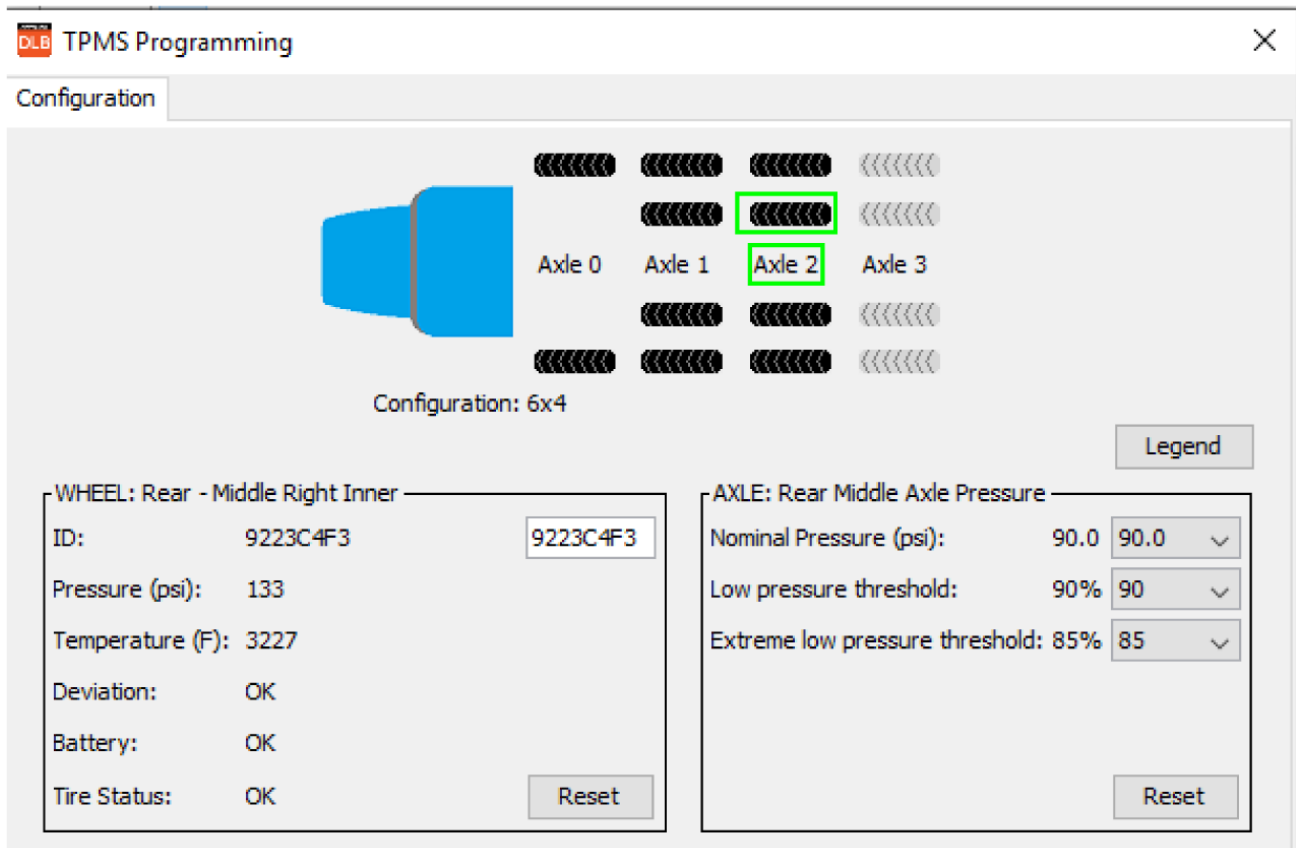 DLB TPMS Programming
Configuration
Axle 0 Axle 1 Axle 2 Axle 3
Configuration: 6x4
Legend
WHEEL: Rear - Middle Right Inner
ID: 9223C4F3 9223C4F3
Pressure (psi): 133
Temperature (F): 3227
Deviation: OK
Battery: OK
Tire Status: OK Reset
AXLE: Rear Middle Axle Pressure
Nominal Pressure (psi): 90.0 90.0
Low pressure threshold: 90% 90
Extreme low pressure threshold: 85% 85
Reset